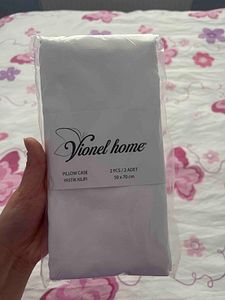 Vionel home
PILLOW CASE
YASTIK KILIFI
2 PCS / 2 ADET
50 x 70 cm